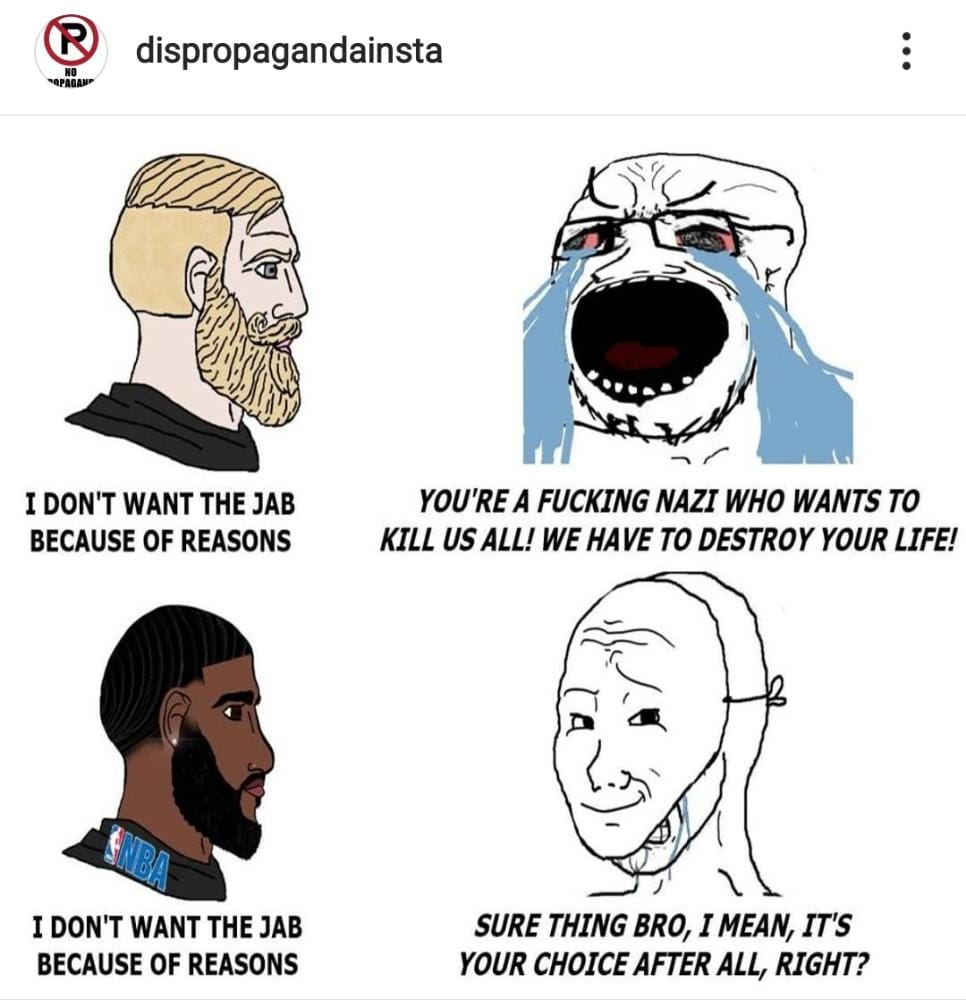 NO
dispropagandainsta
I DON'T WANT THE JAB
BECAUSE OF REASONS
YOU'RE A FUCKING NAZI WHO WANTS TO
KILL US ALL! WE HAVE TO DESTROY YOUR LIFE!
NBA
I DON'T WANT THE JAB
BECAUSE OF REASONS
SURE THING BRO, I MEAN, IT'S
YOUR CHOICE AFTER ALL, RIGHT?